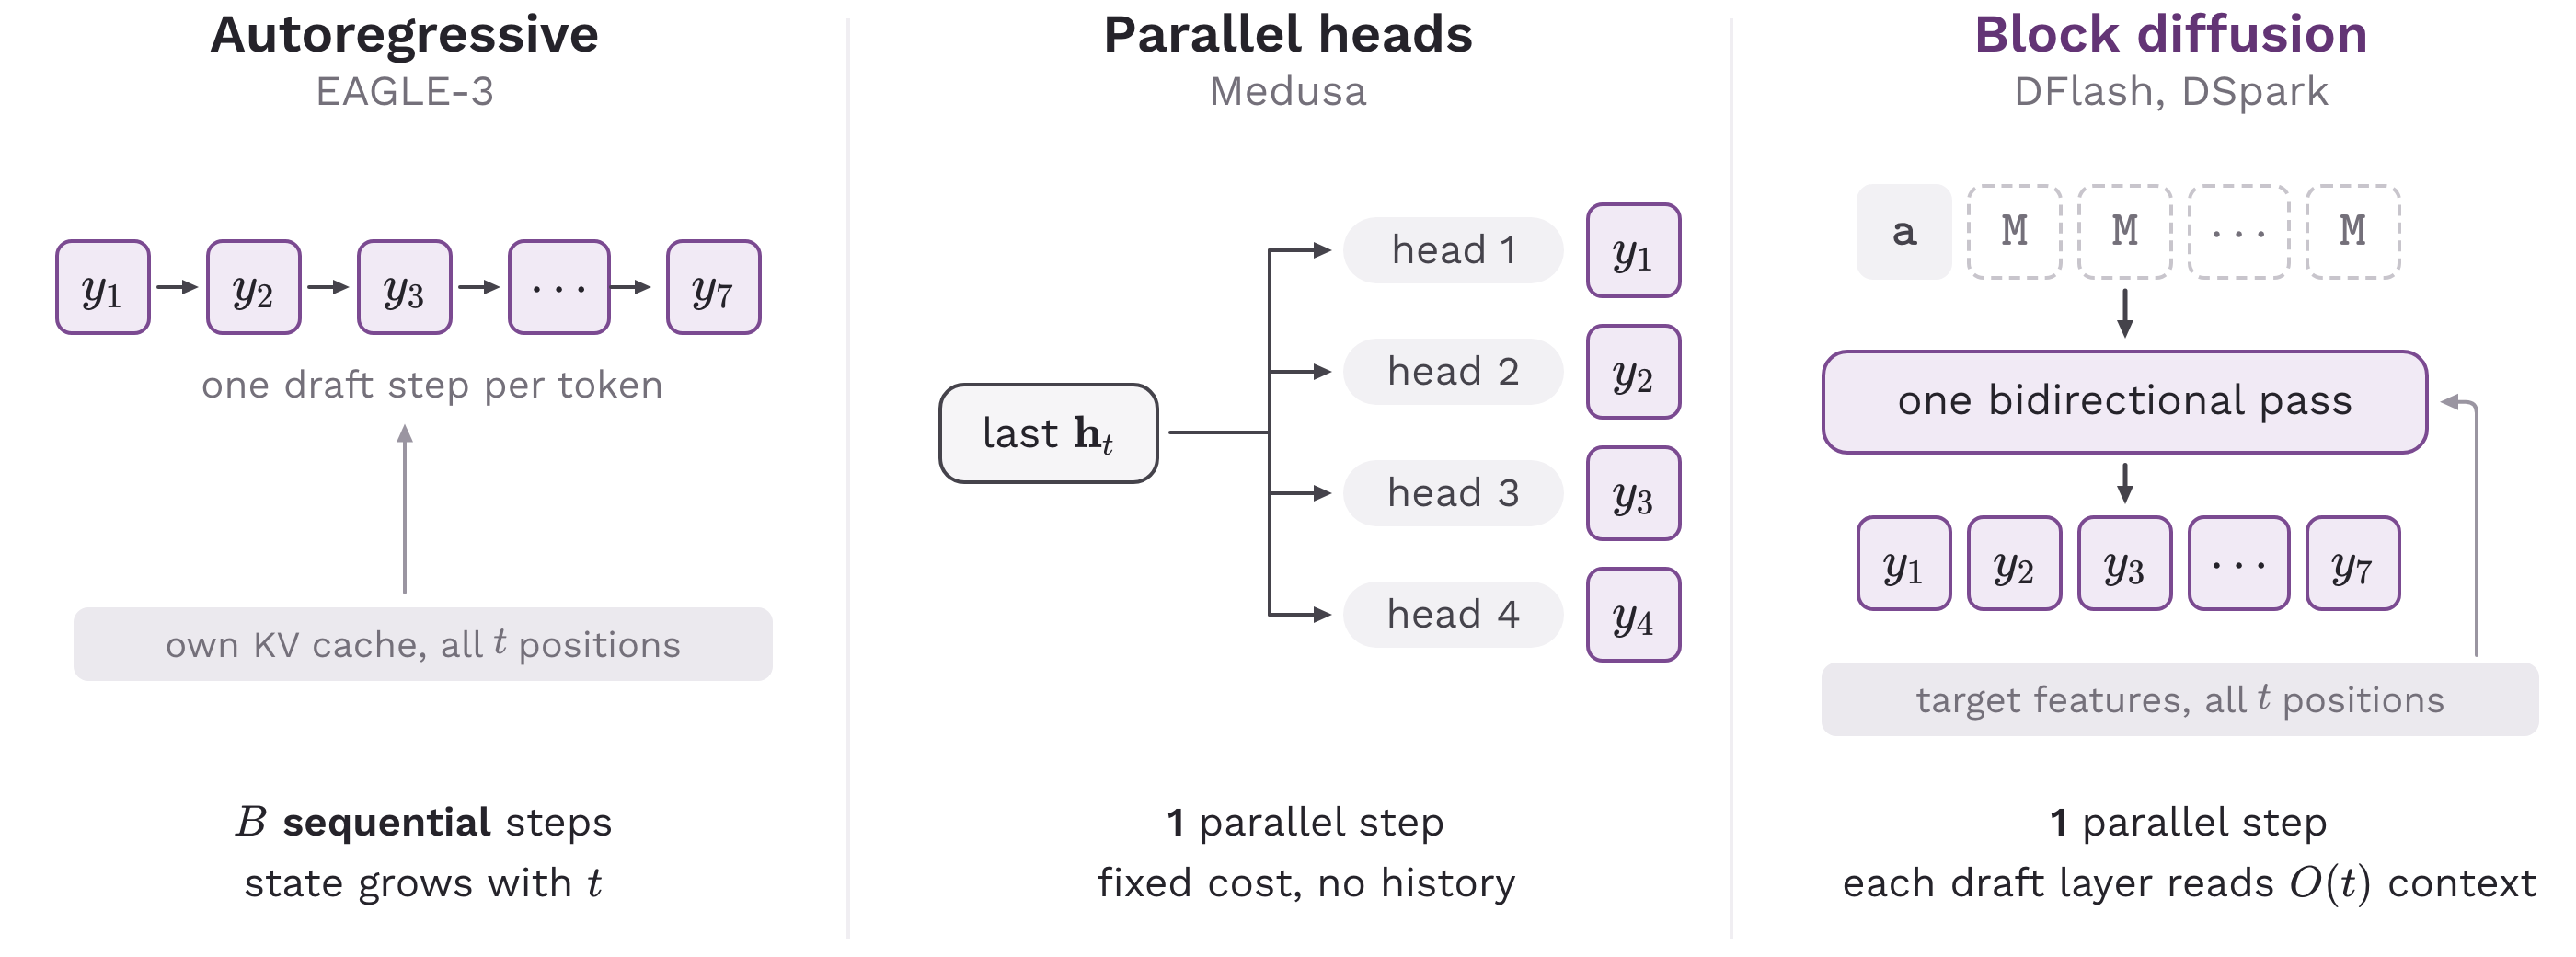 Autoregressive
EAGLE-3
y₁ y₂ y₃ ··· y₇
one draft step per token
own KV cache, all t positions
B sequential steps
state grows with t
Parallel heads
Medusa
last hₜ
head 1 y₁
head 2 y₂
head 3 y₃
head 4 y₄
1 parallel step
fixed cost, no history
Block diffusion
DFlash, DSpark
a M M ··· M
one bidirectional pass
y₁ y₂ y₃ ··· y₇
target features, all t positions
1 parallel step
each draft layer reads O(t) context